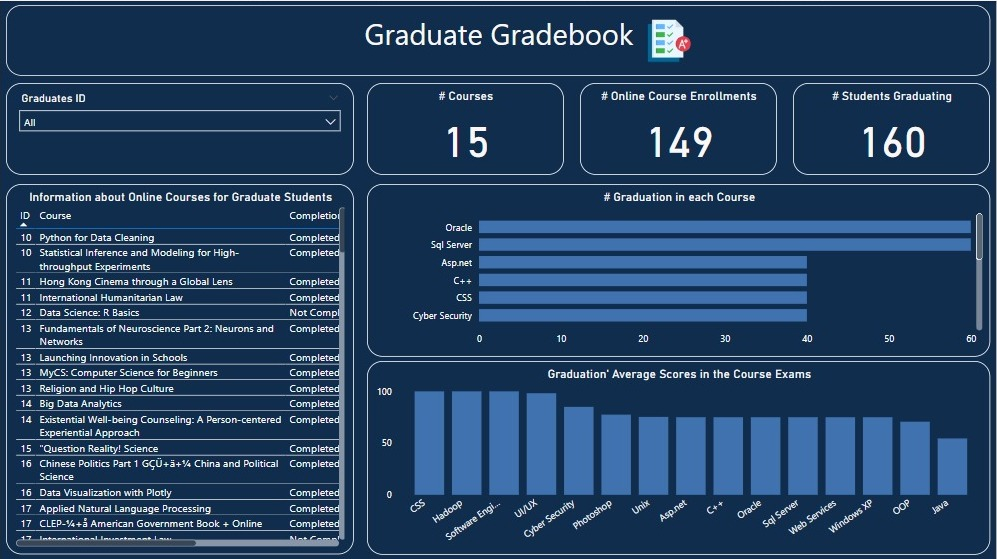 Graduate Gradebook
A+
Graduates ID
All
# Courses
15
# Online Course Enrollments
149
# Students Graduating
160
Information about Online Courses for Graduate Students
ID Course Completion
10 Python for Data Cleaning Completed
10 Statistical Inference and Modeling for High- Completed
throughput Experiments
11 Hong Kong Cinema through a Global Lens Completed
11 International Humanitarian Law Completed
12 Data Science: R Basics Not Compl
13 Fundamentals of Neuroscience Part 2: Neurons and Completed
Networks
13 Launching Innovation in Schools Completed
13 MyCS: Computer Science for Beginners Completed
13 Religion and Hip Hop Culture Completed
14 Big Data Analytics Completed
14 Existential Well-being Counseling: A Person-centered Completed
Experiential Approach
15 "Question Reality! Science Completed
16 Chinese Politics Part 1 GÇÜ+ä+¼ China and Political Completed
Science
16 Data Visualization with Plotly Completed
17 Applied Natural Language Processing Completed
17 CLEP-¼+å American Government Book + Online Completed
17 International Investment Law Not Compl
# Graduation in each Course
Oracle
Sql Server
Asp.net
C++
CSS
Cyber Security
0 10 20 30 40 50 60
Graduation' Average Scores in the Course Exams
100
50
0
CSS
Hadoop
Software Engi...
UI/UX
Cyber Security
Photoshop
Unix
Asp.net
C++
Oracle
Sql Server
Web Services
Windows XP
OOP
Java